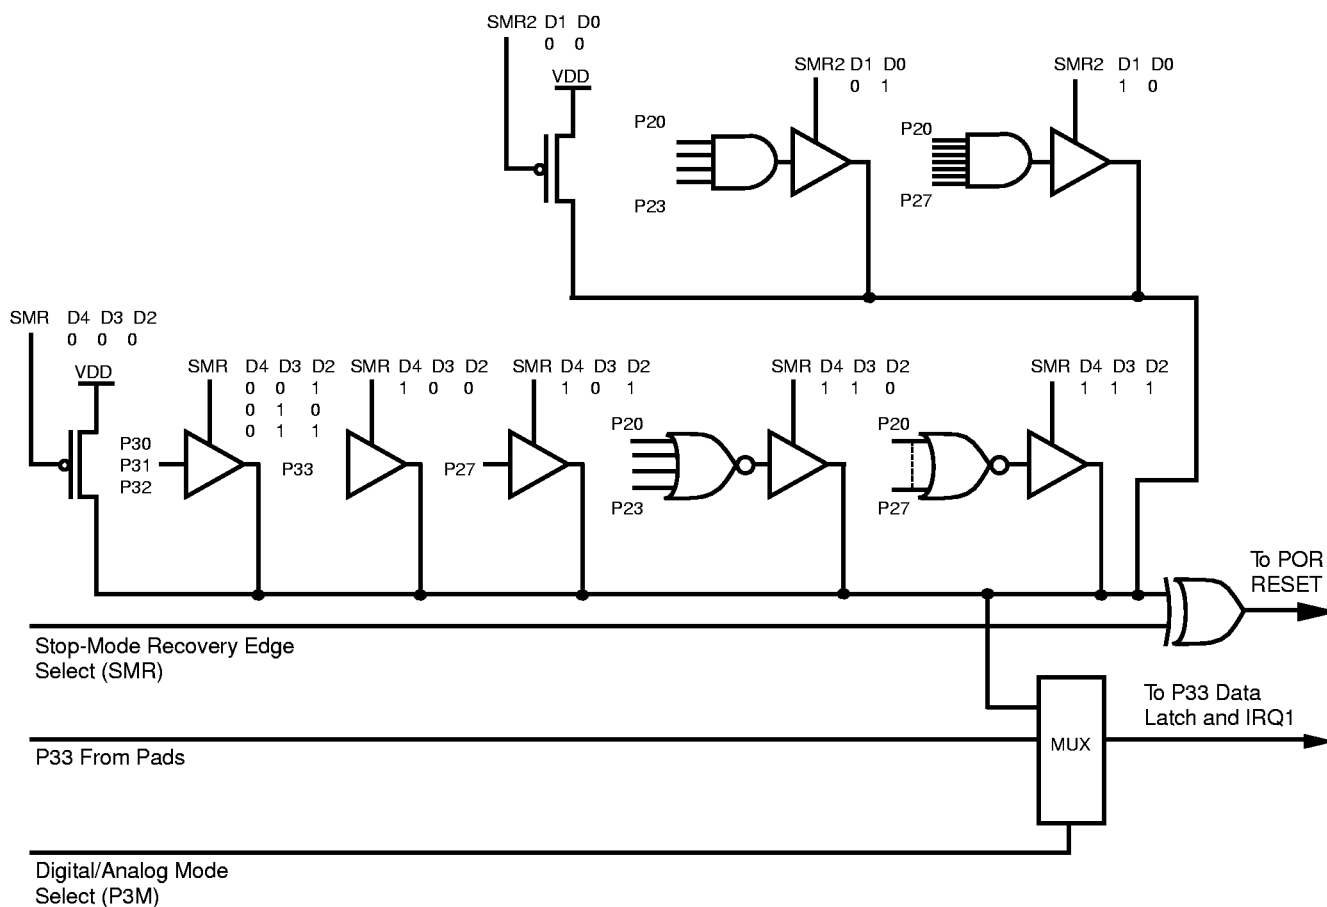 SMR2 D1 D0
0 0
VDD
SMR2 D1 D0
0 1
SMR2 D1 D0
1 0
P20
P23
P20
P27
SMR D4 D3 D2
0 0 0
VDD
SMR D4 D3 D2
0 0 1
0 1 0
0 1 1
SMR D4 D3 D2
1 0 0
SMR D4 D3 D2
1 0 1
SMR D4 D3 D2
1 1 0
SMR D4 D3 D2
1 1 1
P30
P31
P32
P33
P27
P20
P23
P20
P27
To POR
RESET
Stop-Mode Recovery Edge
Select (SMR)
To P33 Data
Latch and IRQ1
MUX
P33 From Pads
Digital/Analog Mode
Select (P3M)